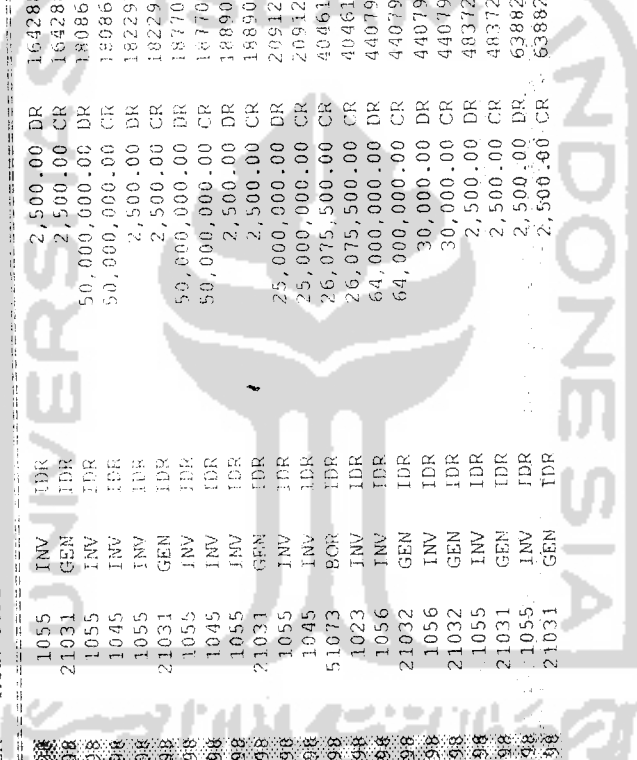 1055 INV IDR 2,500.00 DR 16428
98 21031 GEN IDR 2,500.00 CR 16428
98 1055 INV IDR 50,000,000.00 DR 18086
98 1045 INV IDR 50,000,000.00 CR 18086
98 1055 INV IDR 2,500.00 DR 18229
98 21031 GEN IDR 2,500.00 CR 18229
98 1055 INV IDR 50,000,000.00 DR 18770
98 1045 INV IDR 50,000,000.00 CR 18770
98 1055 INV IDR 2,500.00 DR 18890
98 21031 GEN IDR 2,500.00 CR 18890
98 1055 INV IDR 25,000,000.00 DR 20912
98 1045 INV IDR 25,000,000.00 CR 20912
98 51073 BOR IDR 26,075,500.00 CR 40461
98 1023 INV IDR 26,075,500.00 CR 40461
98 1056 INV IDR 64,000,000.00 DR 44079
98 21032 GEN IDR 64,000,000.00 CR 44079
98 1056 INV IDR 30,000.00 DR 44079
98 21032 GEN IDR 30,000.00 CR 44079
98 1055 INV IDR 2,500.00 DR 48372
98 21031 GEN IDR 2,500.00 CR 48372
98 1055 INV IDR 2,500.00 DR 63882
98 21031 GEN IDR 2,500.00 CR 63882